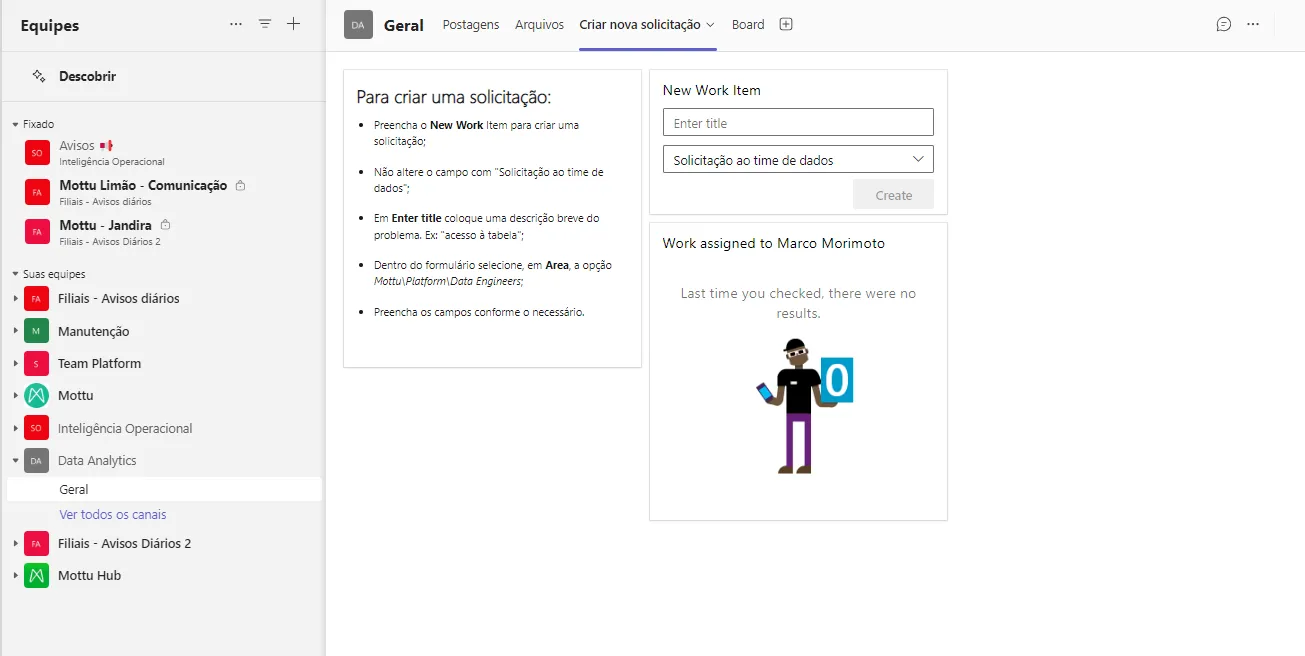 Equipes
Descobrir
Fixado
SO
Avisos
Inteligência Operacional
FA
Mottu Limão - Comunicação
Filiais - Avisos diários
FA
Mottu - Jandira
Filiais - Avisos Diários 2
Suas equipes
FA
Filiais - Avisos diários
M
Manutenção
S
Team Platform
Mottu
SO
Inteligência Operacional
DA
Data Analytics
Geral
Ver todos os canais
FA
Filiais - Avisos Diários 2
Mottu Hub
DA
Geral
Postagens
Arquivos
Criar nova solicitação
Board
Para criar uma solicitação:
Preencha o New Work Item para criar uma
solicitação;
Não altere o campo com "Solicitação ao time de
dados";
Em Enter title coloque uma descrição breve do
problema. Ex: "acesso à tabela";
Dentro do formulário selecione, em Area, a opção
Mottu\Platform\Data Engineers;
Preencha os campos conforme o necessário.
New Work Item
Enter title
Solicitação ao time de dados
Create
Work assigned to Marco Morimoto
Last time you checked, there were no
results.
0